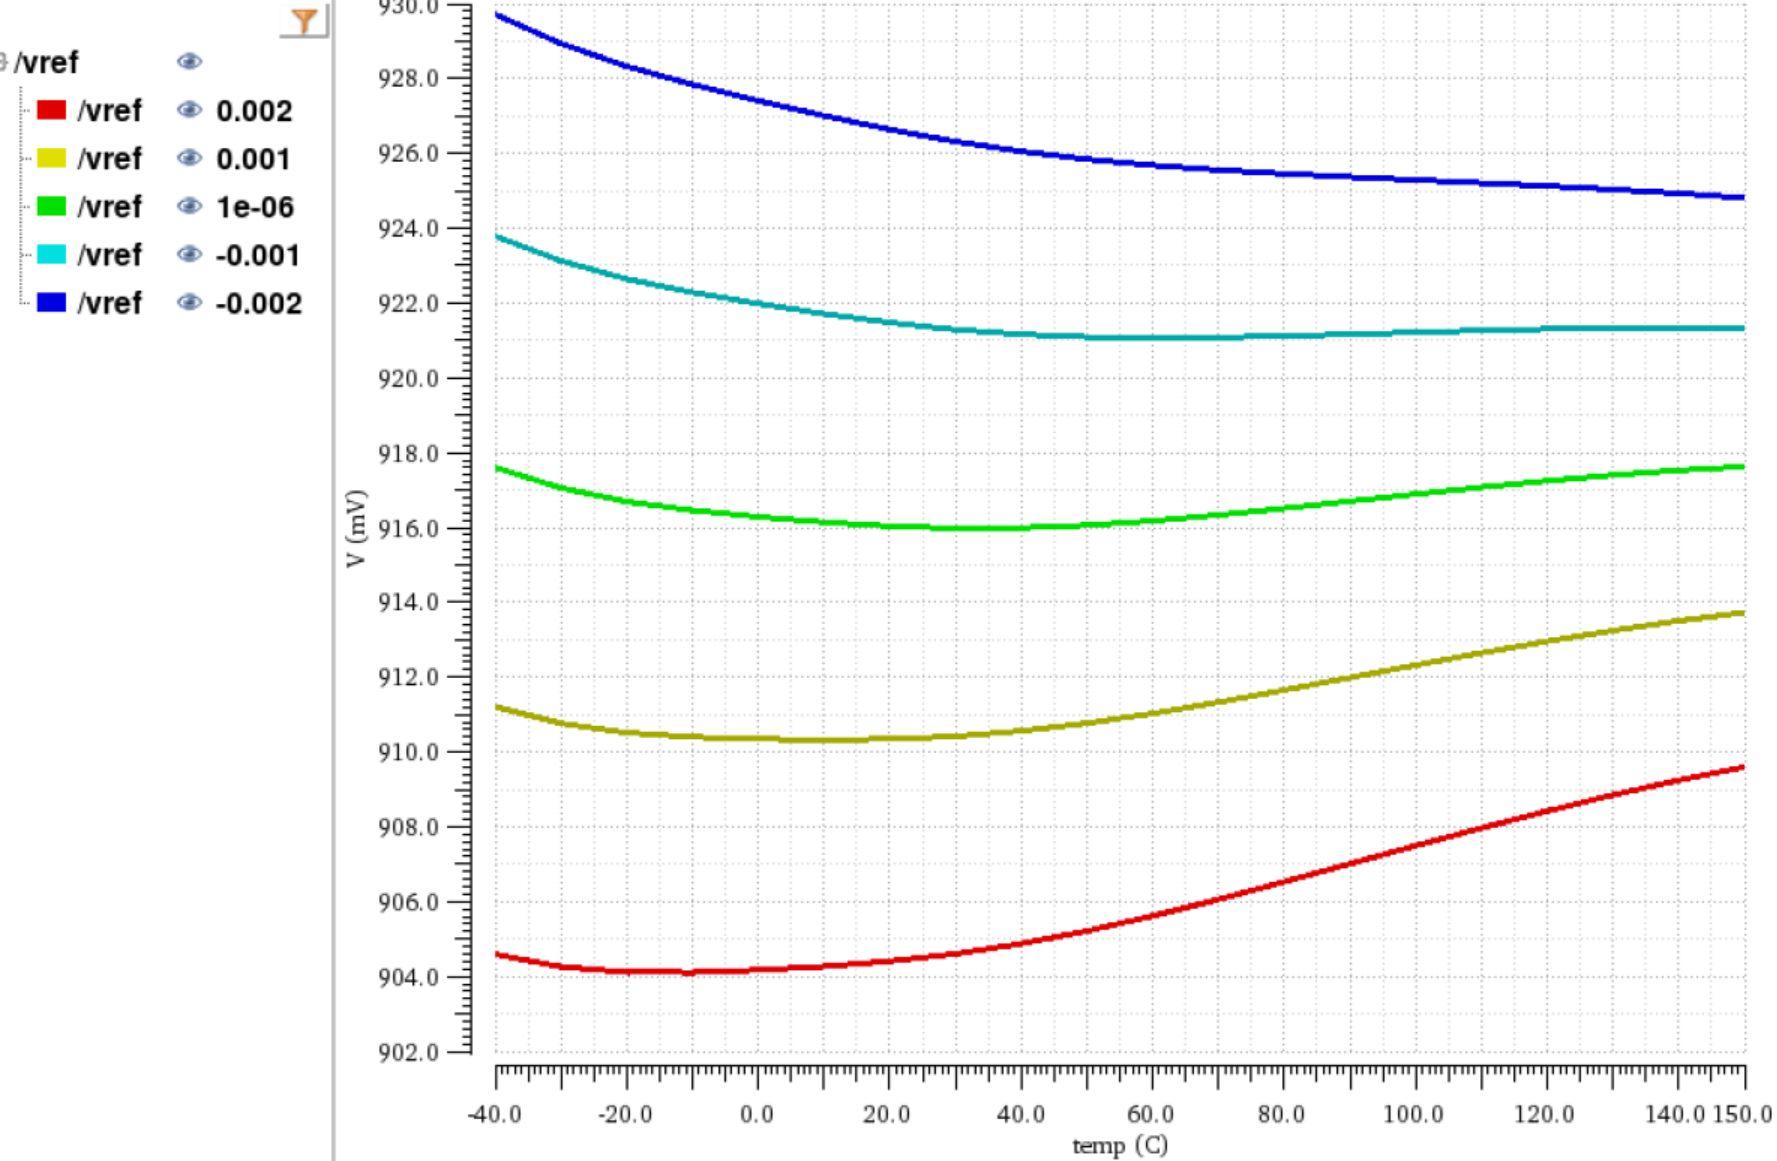 /vref
/vref 0.002
/vref 0.001
/vref 1e-06
/vref -0.001
/vref -0.002
930.0
928.0
926.0
924.0
922.0
920.0
918.0
916.0
914.0
912.0
910.0
908.0
906.0
904.0
902.0
V (mV)
-40.0 -20.0 0.0 20.0 40.0 60.0 80.0 100.0 120.0 140.0 150.0
temp (C)